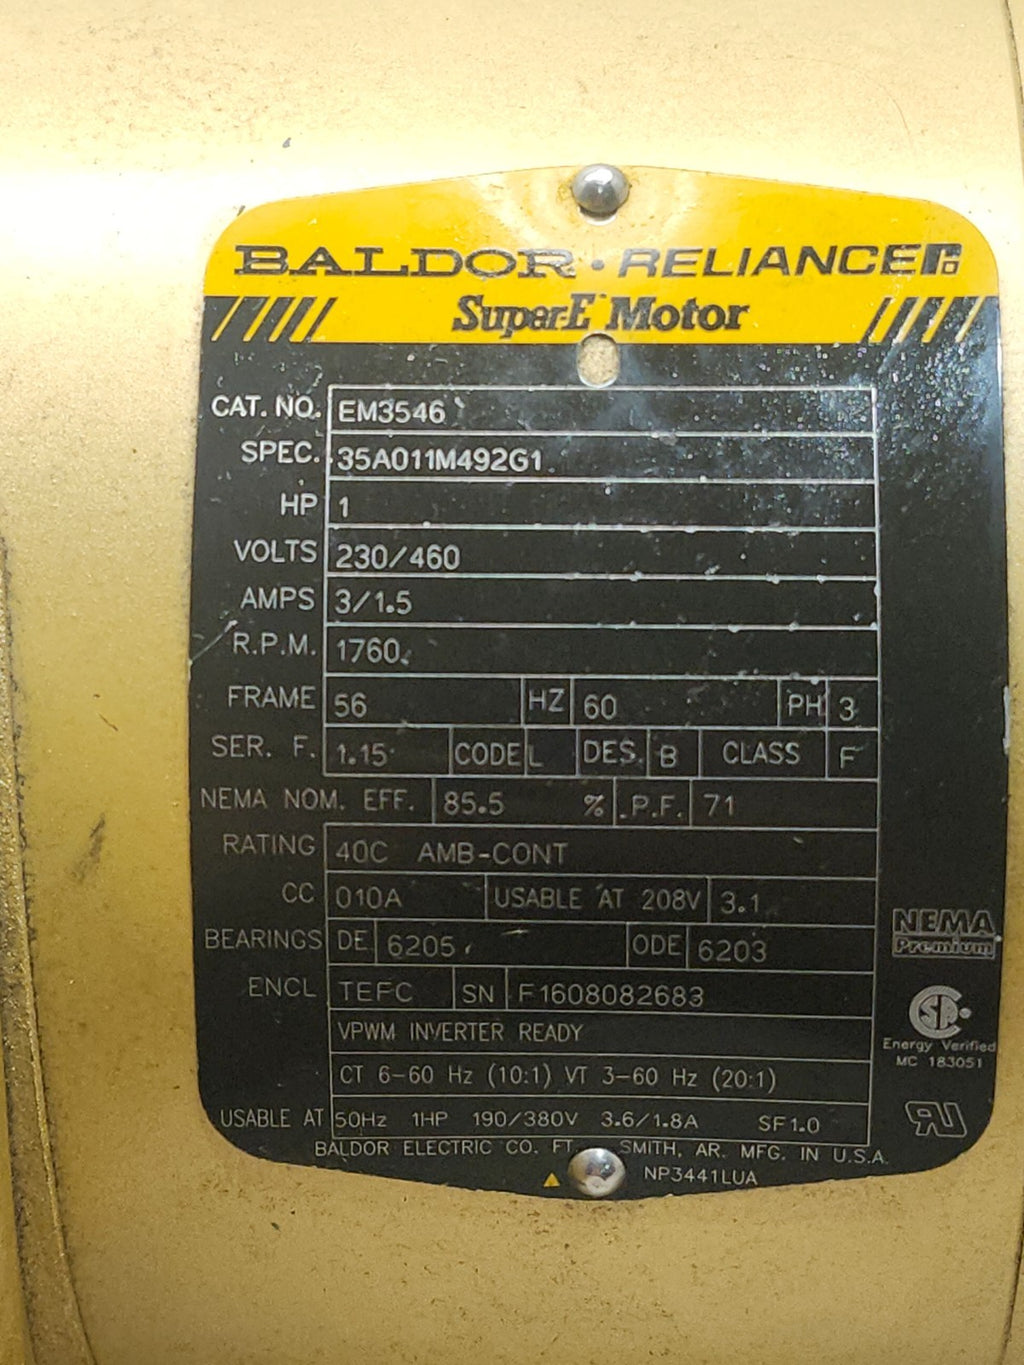 BALDOR • RELIANCE
Super-E Motor
CAT. NO. EM3546
SPEC. 35A011M492G1
HP 1
VOLTS 230/460
AMPS 3/1.5
R.P.M. 1760
FRAME 56 HZ 60 PH 3
SER. F. 1.15 CODE L DES. B CLASS F
NEMA NOM. EFF. 85.5 % P.F. 71
RATING 40C AMB-CONT
CC 010A USABLE AT 208V 3.1
BEARINGS DE 6205 ODE 6203
ENCL TEFC SN F1608082683
VPWM INVERTER READY
CT 6-60 Hz (10:1) VT 3-60 Hz (20:1)
USABLE AT 50Hz 1HP 190/380V 3.6/1.8A SF1.0
BALDOR ELECTRIC CO. FT. SMITH, AR. MFG. IN U.S.A.
NP3441LUA
NEMA
Premium
Energy Verified
MC 183051